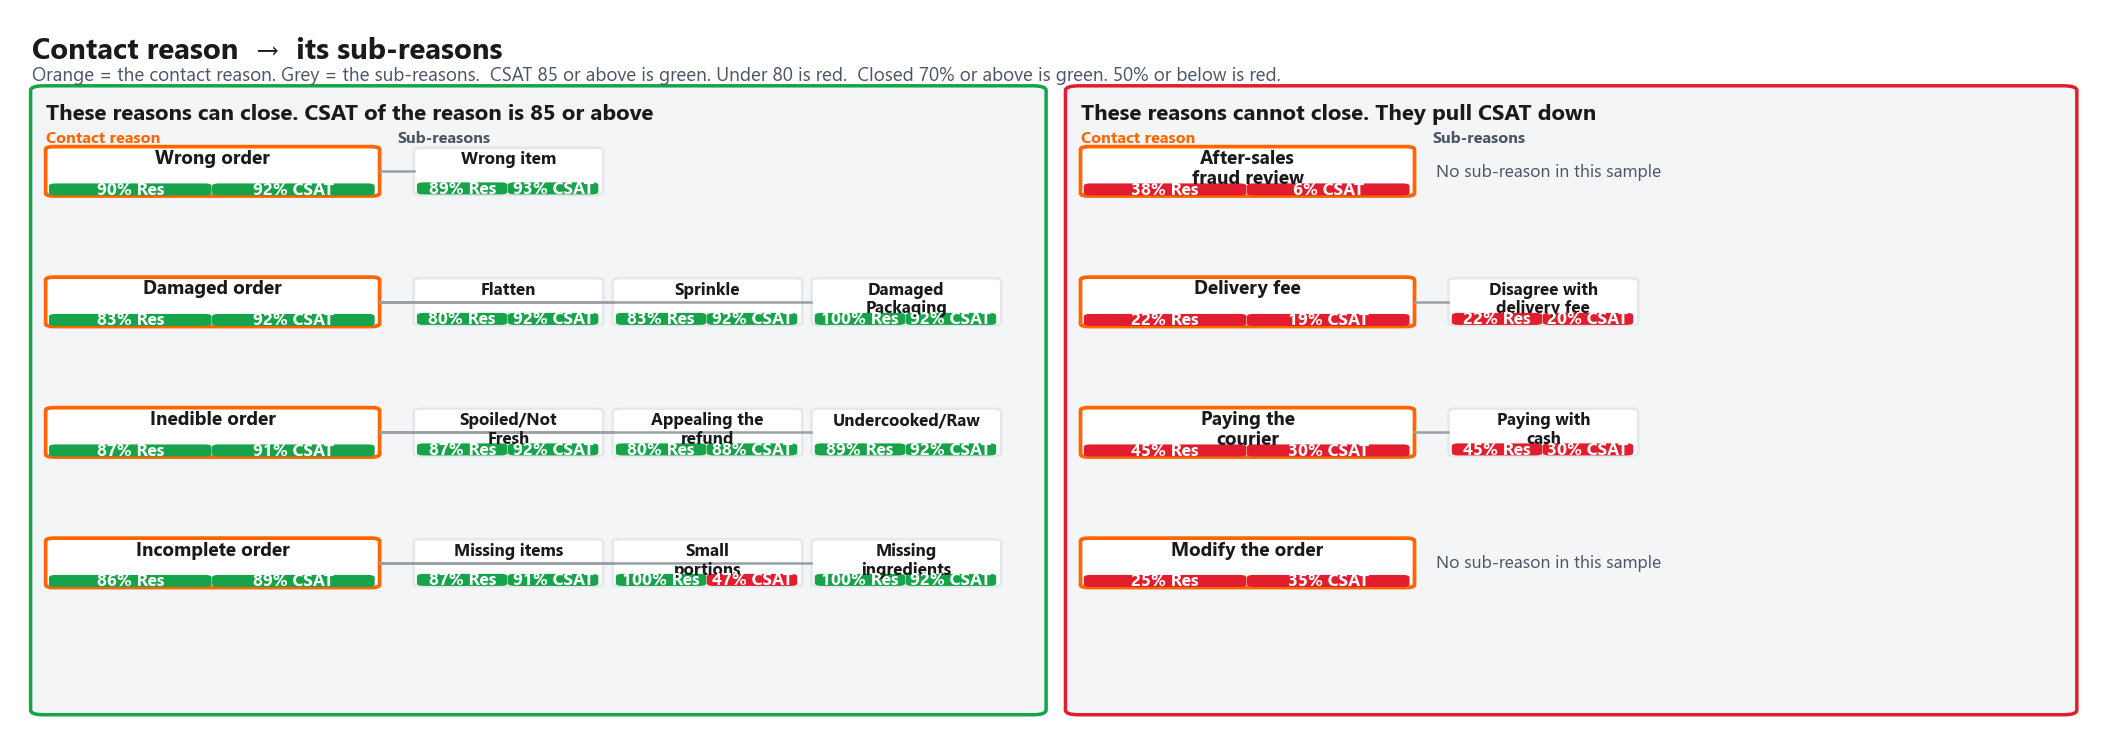 Contact reason → its sub-reasons
Orange = the contact reason. Grey = the sub-reasons.  CSAT 85 or above is green. Under 80 is red.  Closed 70% or above is green. 50% or below is red.
These reasons can close. CSAT of the reason is 85 or above
Contact reason
Sub-reasons
Wrong order
90% Res
92% CSAT
Wrong item
89% Res
93% CSAT
Damaged order
83% Res
92% CSAT
Flatten
80% Res
92% CSAT
Sprinkle
83% Res
92% CSAT
Damaged
Packaging
100% Res
92% CSAT
Inedible order
87% Res
91% CSAT
Spoiled/Not
Fresh
87% Res
92% CSAT
Appealing the
refund
80% Res
88% CSAT
Undercooked/Raw
89% Res
92% CSAT
Incomplete order
86% Res
89% CSAT
Missing items
87% Res
91% CSAT
Small
portions
100% Res
47% CSAT
Missing
ingredients
100% Res
92% CSAT
These reasons cannot close. They pull CSAT down
Contact reason
Sub-reasons
After-sales
fraud review
38% Res
6% CSAT
No sub-reason in this sample
Delivery fee
22% Res
19% CSAT
Disagree with
delivery fee
22% Res
20% CSAT
Paying the
courier
45% Res
30% CSAT
Paying with
cash
45% Res
30% CSAT
Modify the order
25% Res
35% CSAT
No sub-reason in this sample